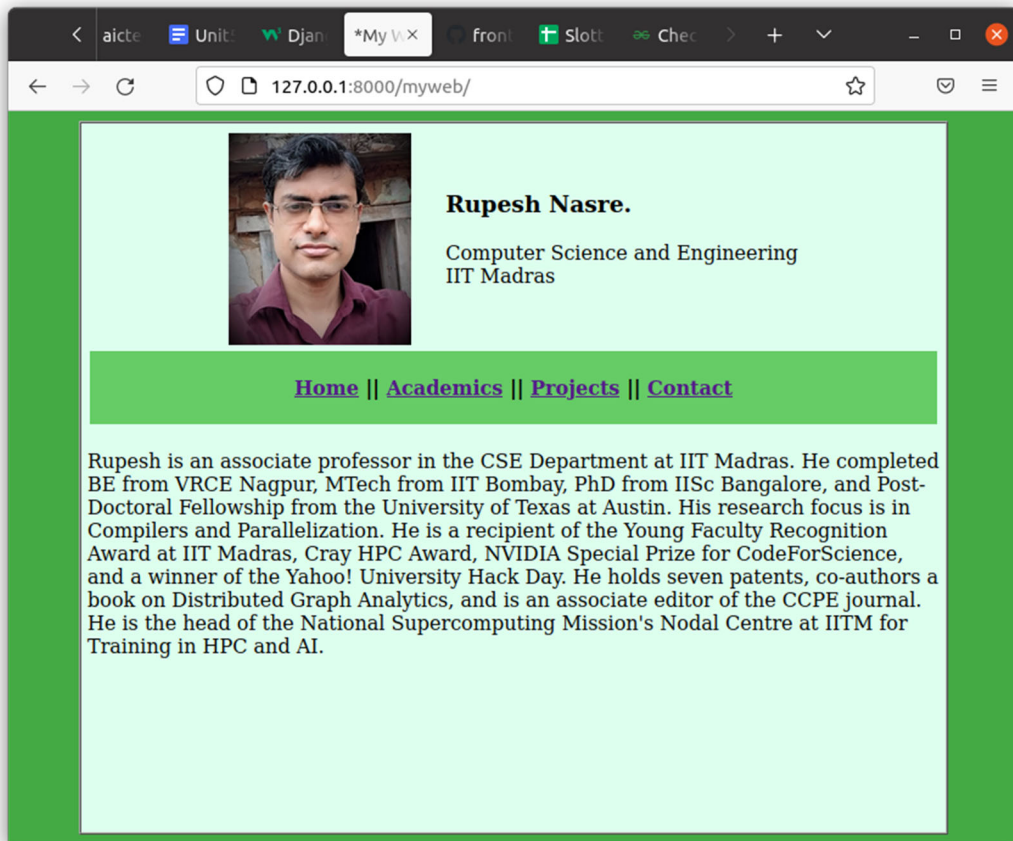 aicte Unit Djan *My W front Slott Chec
127.0.0.1:8000/myweb/
Rupesh Nasre.
Computer Science and Engineering
IIT Madras
Home || Academics || Projects || Contact
Rupesh is an associate professor in the CSE Department at IIT Madras. He completed
BE from VRCE Nagpur, MTech from IIT Bombay, PhD from IISc Bangalore, and Post-
Doctoral Fellowship from the University of Texas at Austin. His research focus is in
Compilers and Parallelization. He is a recipient of the Young Faculty Recognition
Award at IIT Madras, Cray HPC Award, NVIDIA Special Prize for CodeForScience,
and a winner of the Yahoo! University Hack Day. He holds seven patents, co-authors a
book on Distributed Graph Analytics, and is an associate editor of the CCPE journal.
He is the head of the National Supercomputing Mission's Nodal Centre at IITM for
Training in HPC and AI.